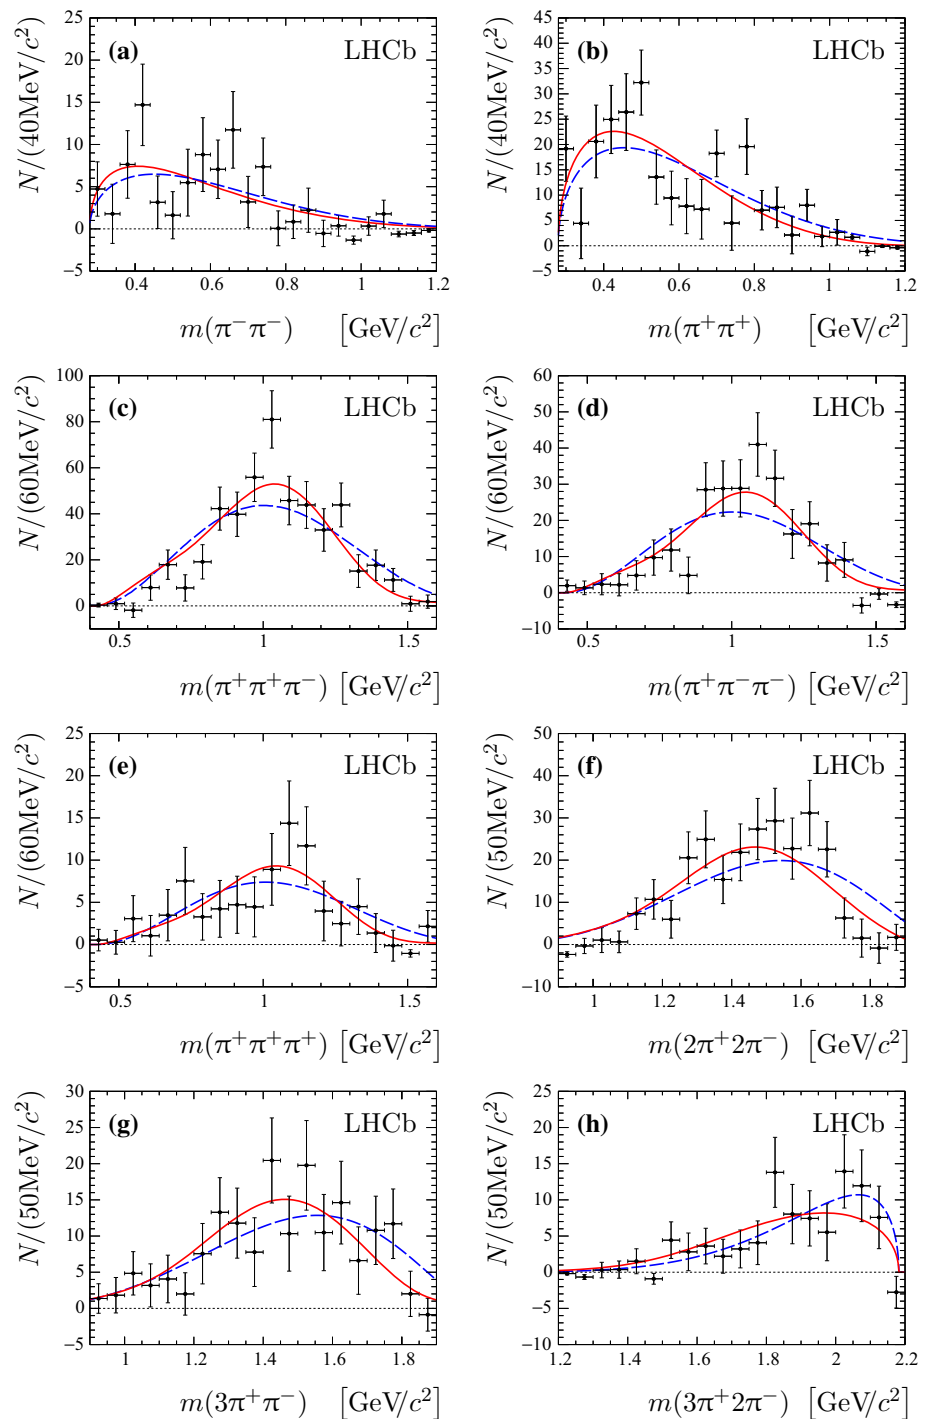 (a) LHCb
N/(40MeV/c²)
25
20
15
10
5
0
−5
0.4 0.6 0.8 1 1.2
m(π⁻π⁻) [GeV/c²]
(b) LHCb
N/(40MeV/c²)
45
40
35
30
25
20
15
10
5
0
−5
0.4 0.6 0.8 1 1.2
m(π⁺π⁺) [GeV/c²]
(c) LHCb
N/(60MeV/c²)
100
80
60
40
20
0
0.5 1 1.5
m(π⁺π⁺π⁻) [GeV/c²]
(d) LHCb
N/(60MeV/c²)
60
50
40
30
20
10
0
−10
0.5 1 1.5
m(π⁺π⁻π⁻) [GeV/c²]
(e) LHCb
N/(60MeV/c²)
25
20
15
10
5
0
−5
0.5 1 1.5
m(π⁺π⁺π⁺) [GeV/c²]
(f) LHCb
N/(50MeV/c²)
50
40
30
20
10
0
−10
1 1.2 1.4 1.6 1.8
m(2π⁺2π⁻) [GeV/c²]
(g) LHCb
N/(50MeV/c²)
30
25
20
15
10
5
0
−5
1 1.2 1.4 1.6 1.8
m(3π⁺π⁻) [GeV/c²]
(h) LHCb
N/(50MeV/c²)
25
20
15
10
5
0
−5
−10
1.2 1.4 1.6 1.8 2 2.2
m(3π⁺2π⁻) [GeV/c²]